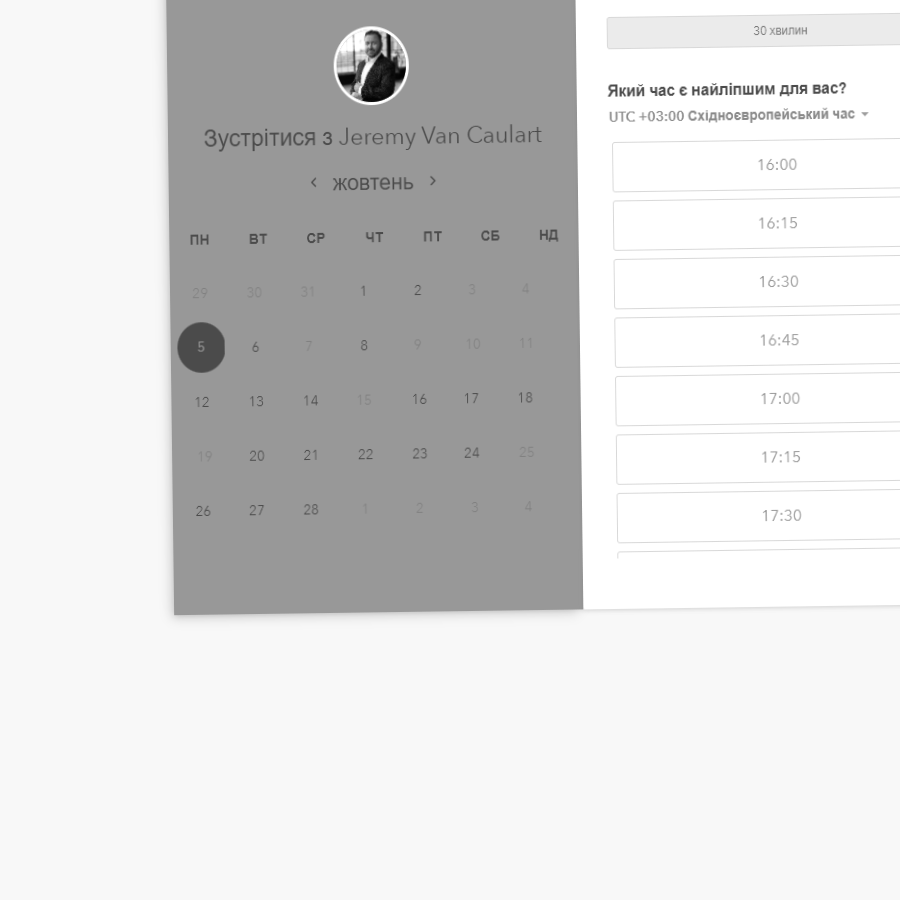 Зустрітися з Jeremy Van Caulart
жовтень
ПН ВТ СР ЧТ ПТ СБ НД
29 30 31 1 2 3 4
5 6 7 8 9 10 11
12 13 14 15 16 17 18
19 20 21 22 23 24 25
26 27 28 1 2 3 4
30 хвилин
Який час є найліпшим для вас?
UTC +03:00 Східноєвропейський час
16:00
16:15
16:30
16:45
17:00
17:15
17:30